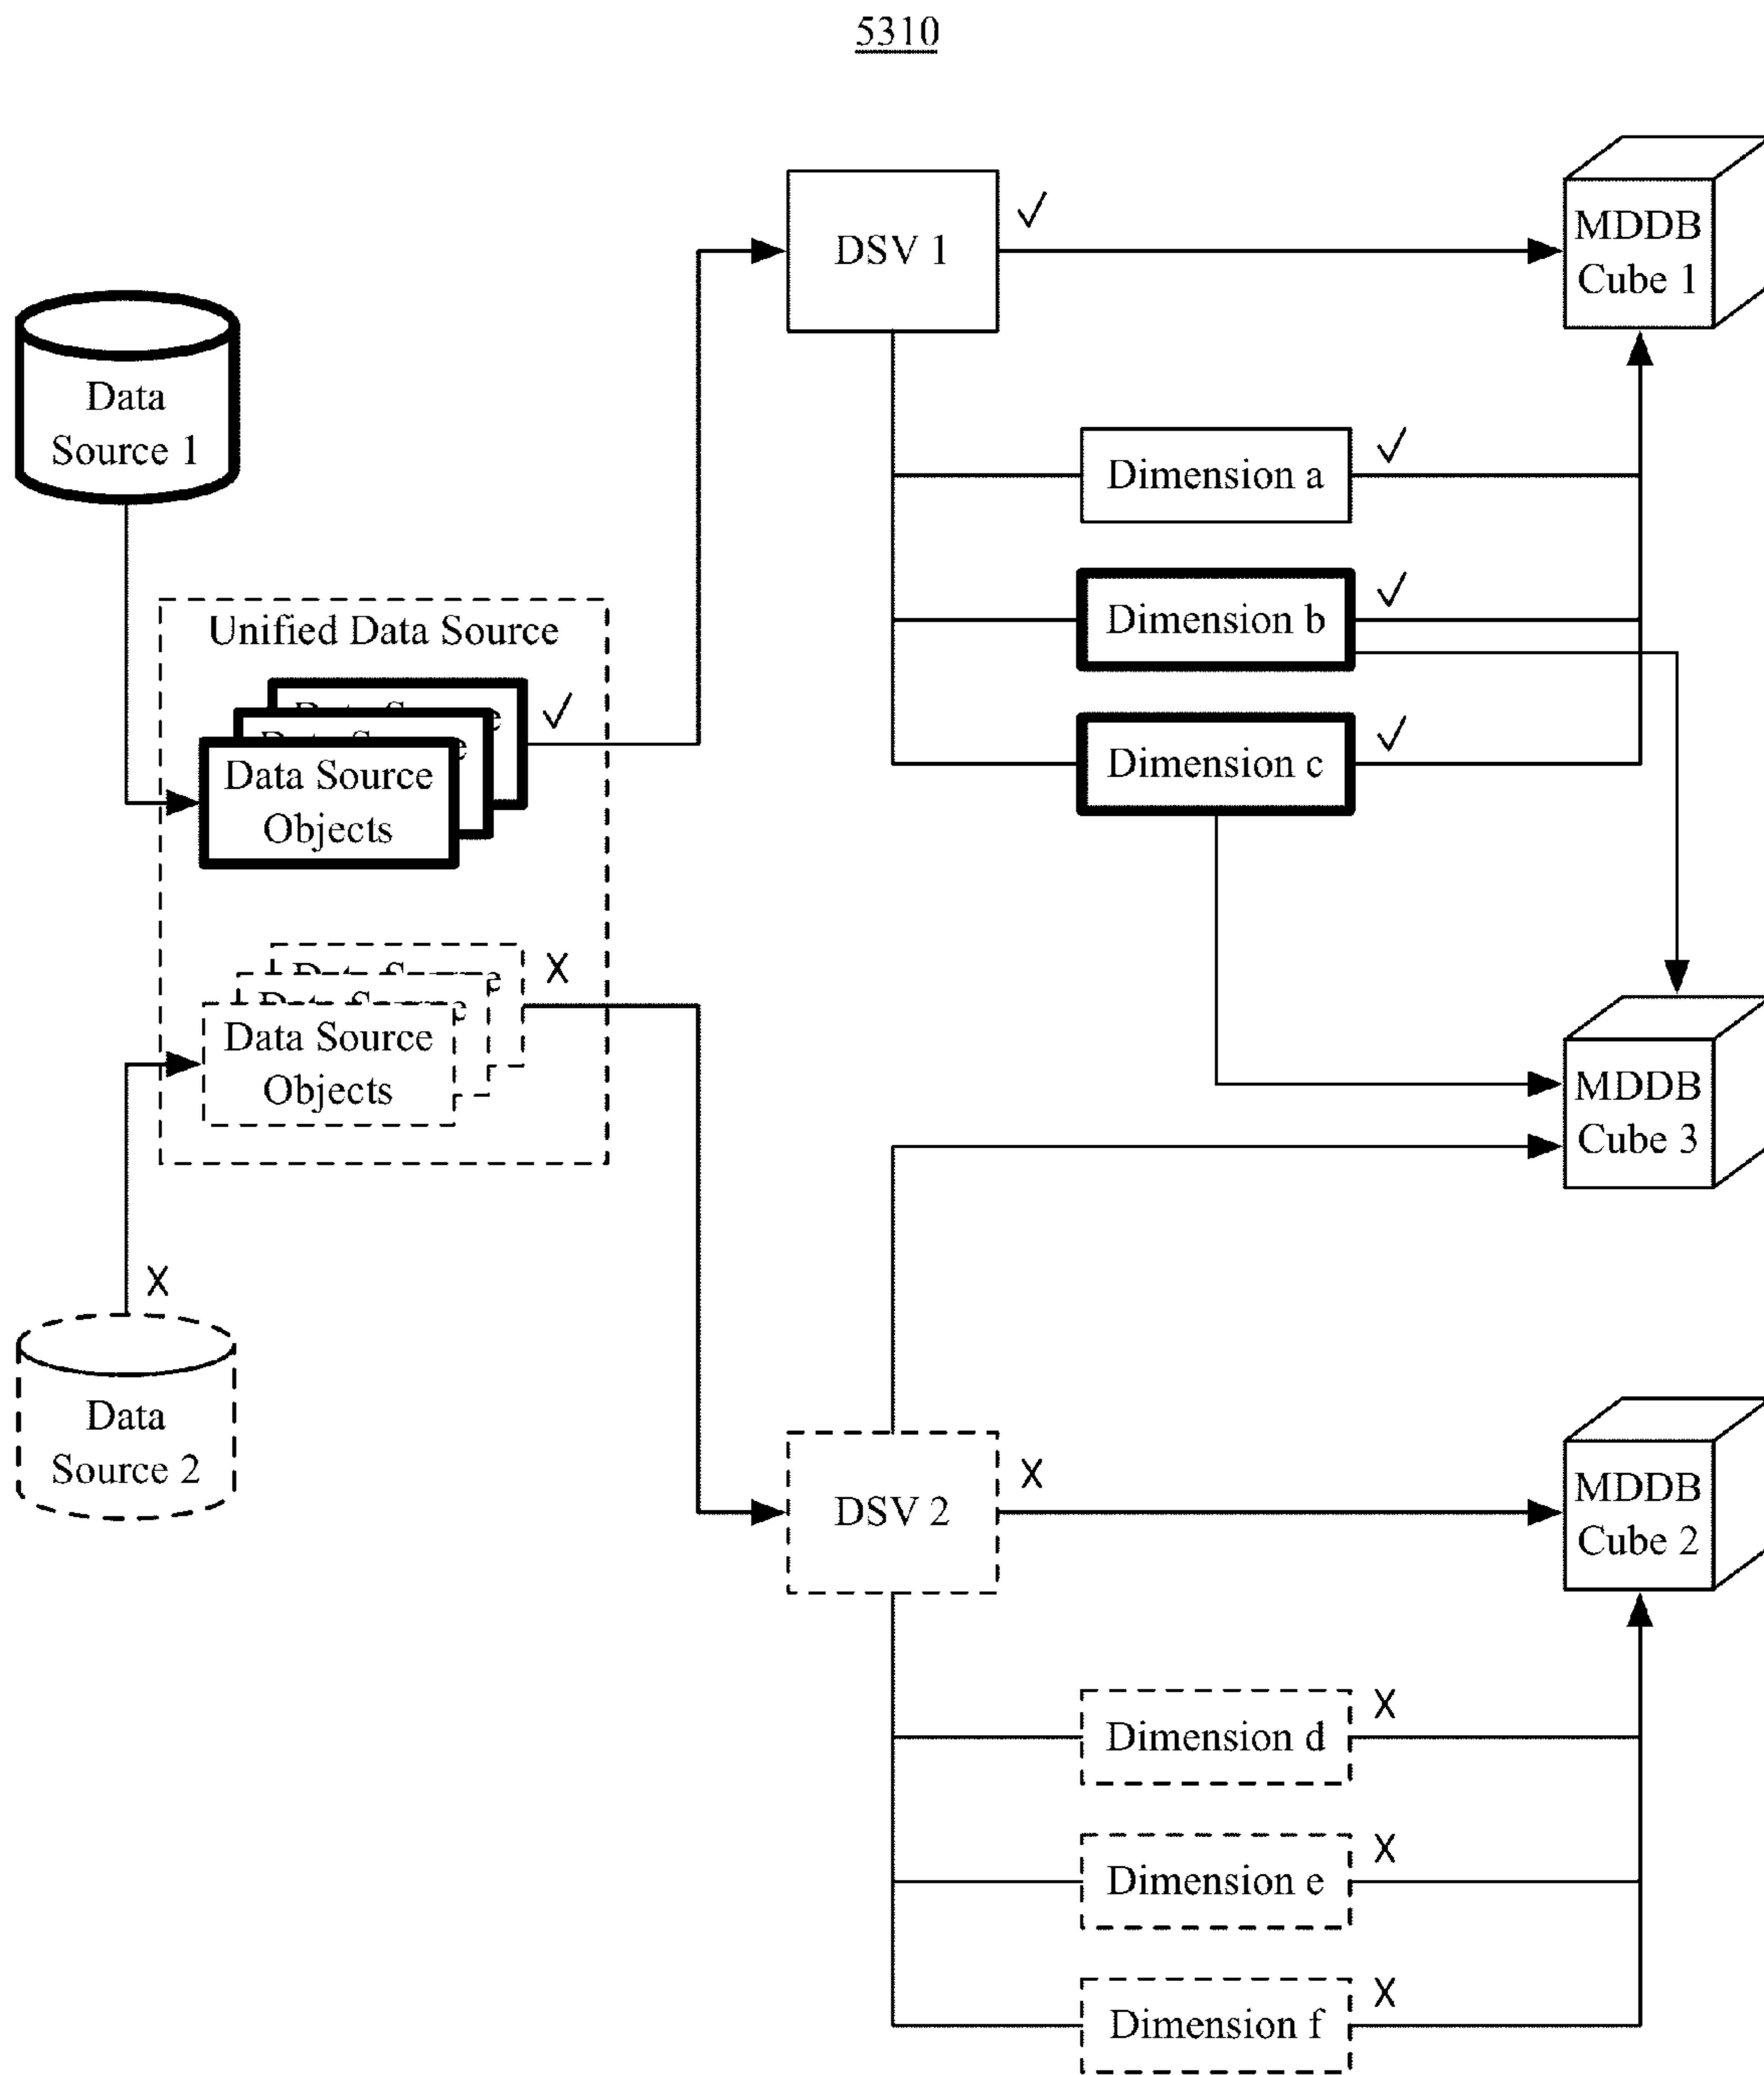 5310
DSV 1
✓
MDDB
Cube 1
Data
Source 1
Dimension a
✓
Dimension b
✓
Unified Data Source
Dimension c
✓
✓
Data Source
Objects
X
Data Source
Objects
MDDB
Cube 3
X
Data
Source 2
DSV 2
X
MDDB
Cube 2
Dimension d
X
Dimension e
X
Dimension f
X